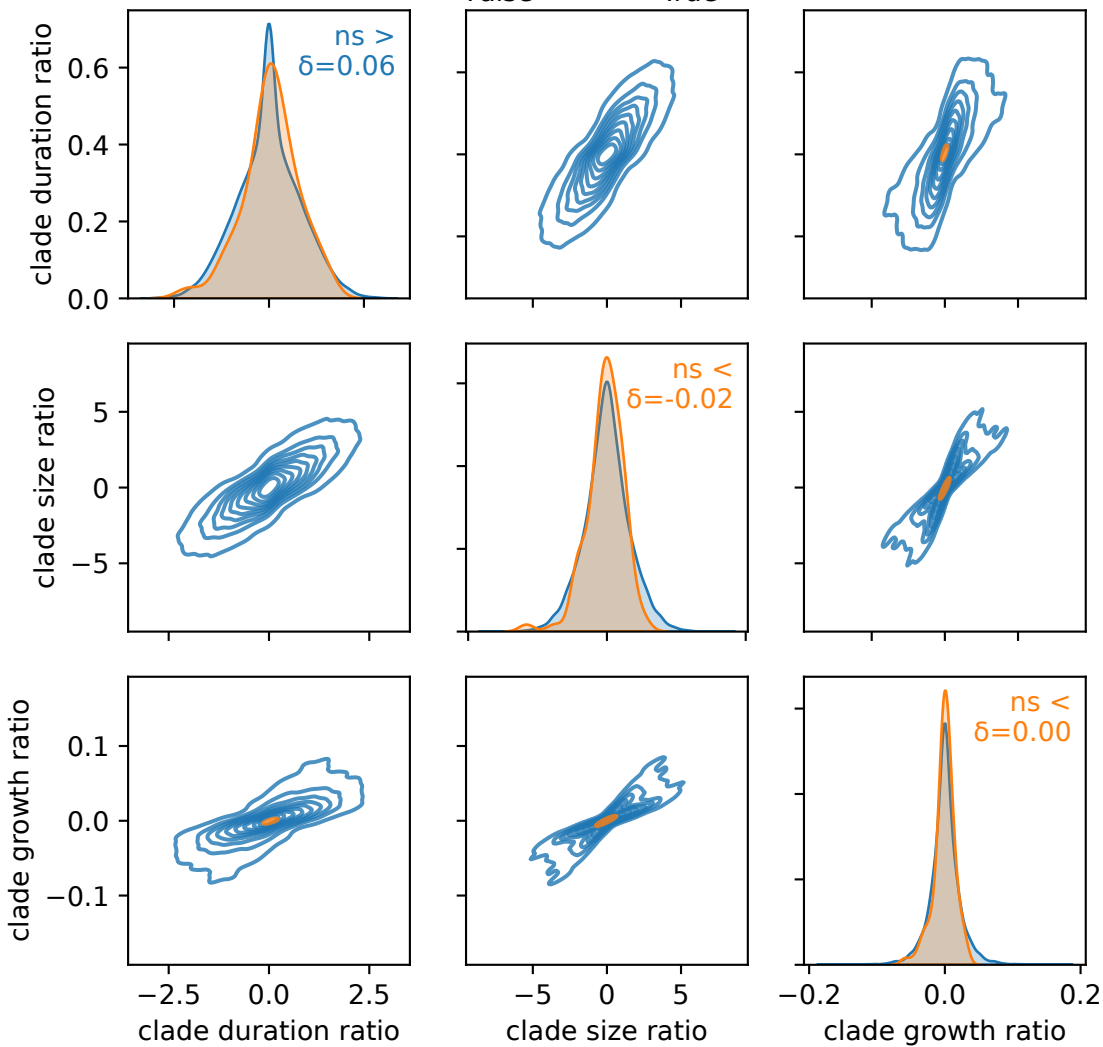 clade duration ratio
0.6
0.4
0.2
0.0
ns >
δ=0.06
clade size ratio
5
0
−5
ns <
δ=-0.02
clade growth ratio
0.1
0.0
−0.1
ns <
δ=0.00
−2.5
0.0
2.5
−5
0
5
−0.2
0.0
0.2
clade duration ratio
clade size ratio
clade growth ratio